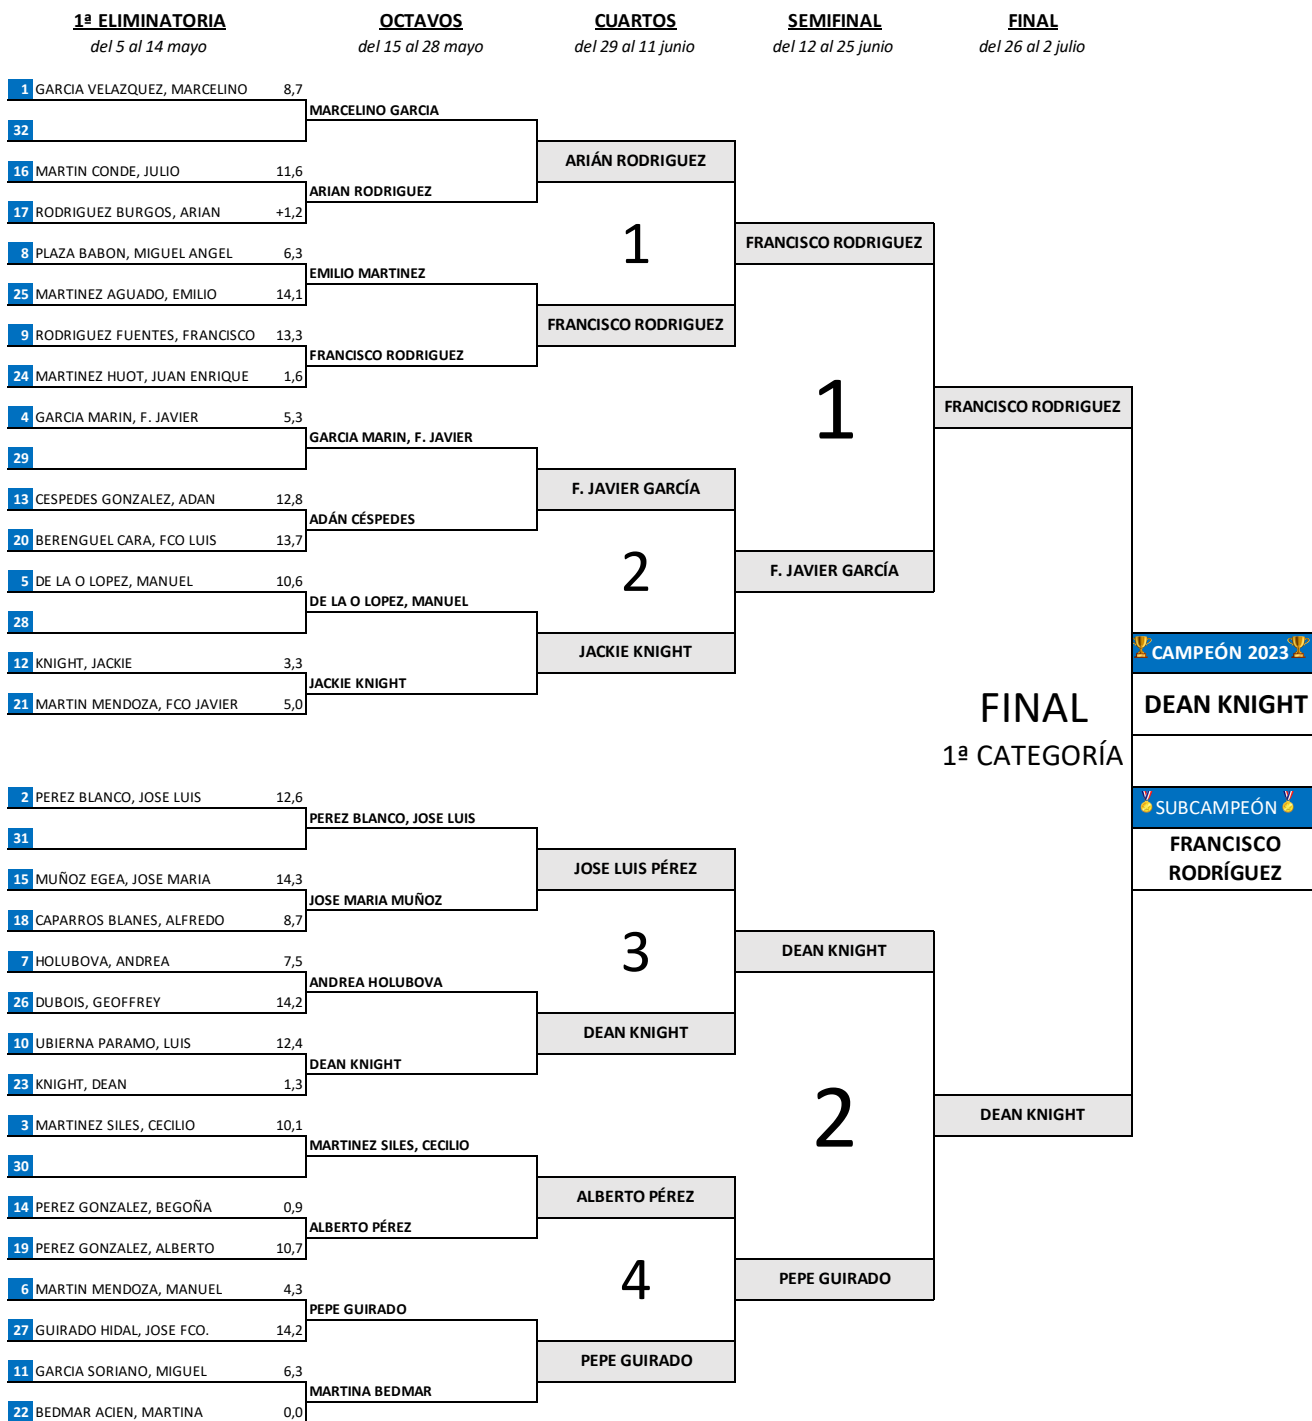 1ª ELIMINATORIA
del 5 al 14 mayo
OCTAVOS
del 15 al 28 mayo
CUARTOS
del 29 al 11 junio
SEMIFINAL
del 12 al 25 junio
FINAL
del 26 al 2 julio
1 GARCIA VELAZQUEZ, MARCELINO 8,7
32
16 MARTIN CONDE, JULIO 11,6
17 RODRIGUEZ BURGOS, ARIAN +1,2
8 PLAZA BABON, MIGUEL ANGEL 6,3
25 MARTINEZ AGUADO, EMILIO 14,1
9 RODRIGUEZ FUENTES, FRANCISCO 13,3
24 MARTINEZ HUOT, JUAN ENRIQUE 1,6
4 GARCIA MARIN, F. JAVIER 5,3
29
13 CESPEDES GONZALEZ, ADAN 12,8
20 BERENGUEL CARA, FCO LUIS 13,7
5 DE LA O LOPEZ, MANUEL 10,6
28
12 KNIGHT, JACKIE 3,3
21 MARTIN MENDOZA, FCO JAVIER 5,0
2 PEREZ BLANCO, JOSE LUIS 12,6
31
15 MUÑOZ EGEA, JOSE MARIA 14,3
18 CAPARROS BLANES, ALFREDO 8,7
7 HOLUBOVA, ANDREA 7,5
26 DUBOIS, GEOFFREY 14,2
10 UBIERNA PARAMO, LUIS 12,4
23 KNIGHT, DEAN 1,3
3 MARTINEZ SILES, CECILIO 10,1
30
14 PEREZ GONZALEZ, BEGOÑA 0,9
19 PEREZ GONZALEZ, ALBERTO 10,7
6 MARTIN MENDOZA, MANUEL 4,3
27 GUIRADO HIDAL, JOSE FCO. 14,2
11 GARCIA SORIANO, MIGUEL 6,3
22 BEDMAR ACIEN, MARTINA 0,0
MARCELINO GARCIA
ARIAN RODRIGUEZ
EMILIO MARTINEZ
FRANCISCO RODRIGUEZ
GARCIA MARIN, F. JAVIER
ADÁN CÉSPEDES
DE LA O LOPEZ, MANUEL
JACKIE KNIGHT
PEREZ BLANCO, JOSE LUIS
JOSE MARIA MUÑOZ
ANDREA HOLUBOVA
DEAN KNIGHT
MARTINEZ SILES, CECILIO
ALBERTO PÉREZ
PEPE GUIRADO
MARTINA BEDMAR
ARIÁN RODRIGUEZ
1
FRANCISCO RODRIGUEZ
F. JAVIER GARCÍA
2
JACKIE KNIGHT
JOSE LUIS PÉREZ
3
DEAN KNIGHT
ALBERTO PÉREZ
4
PEPE GUIRADO
FRANCISCO RODRIGUEZ
1
F. JAVIER GARCÍA
DEAN KNIGHT
2
PEPE GUIRADO
FRANCISCO RODRIGUEZ
FINAL
1ª CATEGORÍA
DEAN KNIGHT
CAMPEÓN 2023
DEAN KNIGHT
SUBCAMPEÓN
FRANCISCO
RODRÍGUEZ